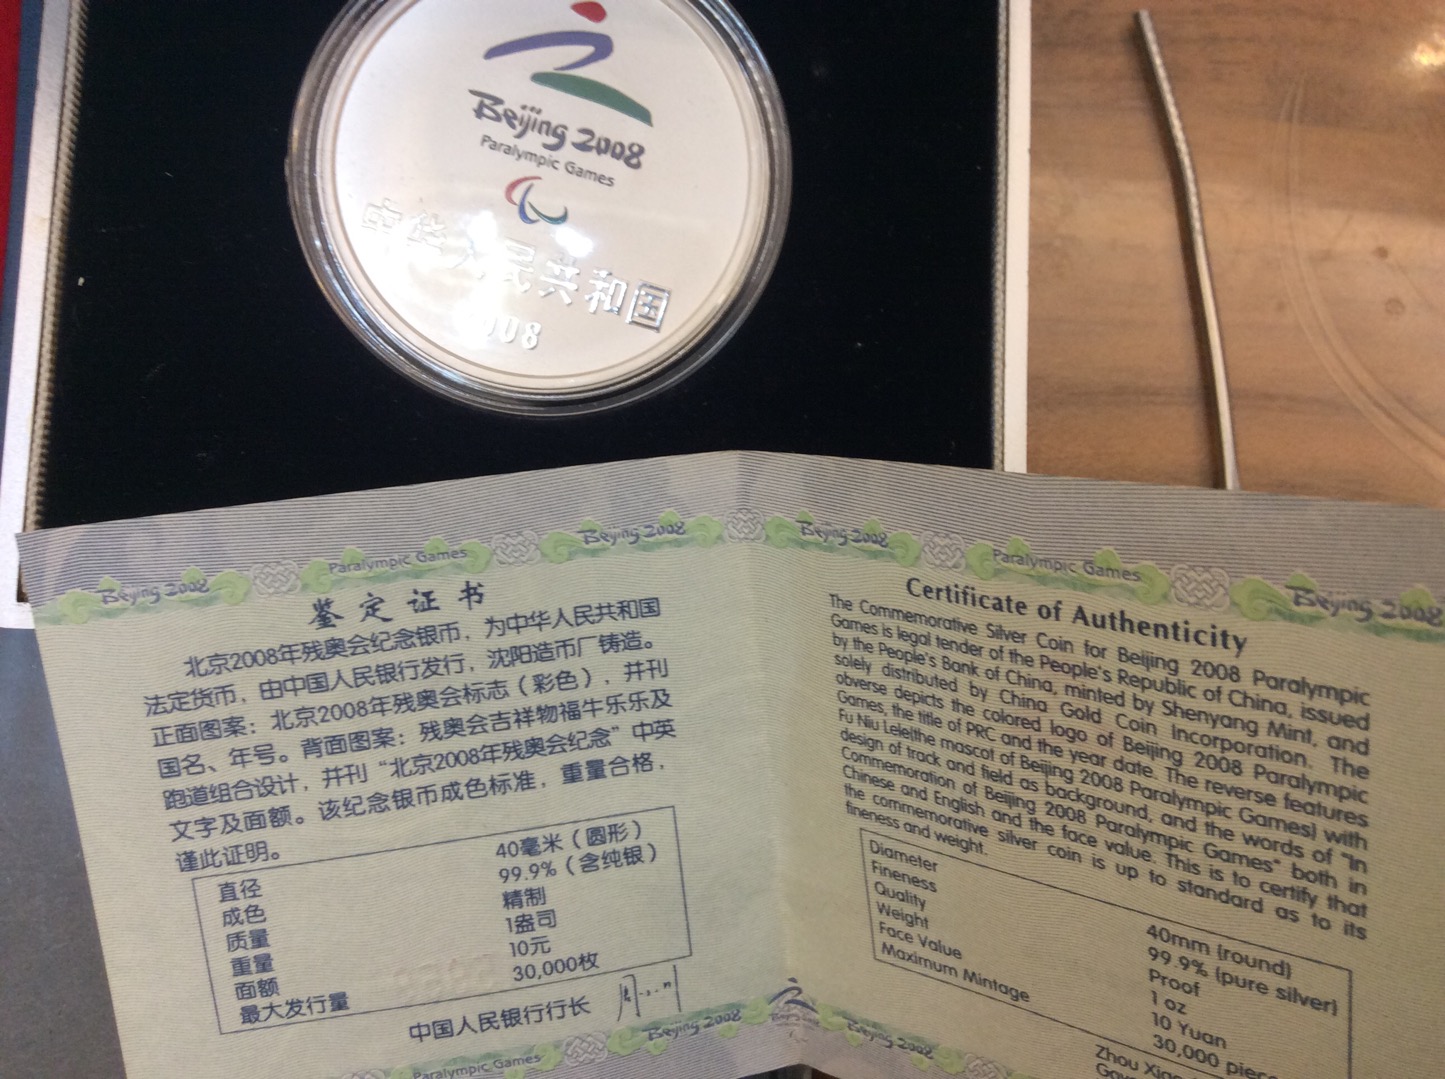 Beijing 2008
Paralympic Games
中华人民共和国
2008
Beijing 2008
Paralympic Games
Beijing 2008
Beijing 2008
Paralympic Games
Beijing 2008
鉴定证书
北京2008年残奥会纪念银币，为中华人民共和国
法定货币，由中国人民银行发行，沈阳造币厂铸造。
正面图案：北京2008年残奥会标志（彩色），并刊
国名、年号。背面图案：残奥会吉祥物福牛乐乐及
跑道组合设计，并刊“北京2008年残奥会纪念”中英
文字及面额。该纪念银币成色标准，重量合格，
谨此证明。
直径 40毫米（圆形）
成色 99.9%（含纯银）
质量 精制
重量 1盎司
面额 10元
最大发行量 30,000枚
中国人民银行行长
Paralympic Games
Beijing 2008
Certificate of Authenticity
The Commemorative Silver Coin for Beijing 2008 Paralympic
Games is legal tender of the People's Republic of China, issued
by the People's Bank of China, minted by Shenyang Mint, and
solely distributed by China Gold Coin Incorporation. The
obverse depicts the colored logo of Beijing 2008 Paralympic
Games, the title of PRC and the year date. The reverse features
Fu Niu Lele(the mascot of Beijing 2008 Paralympic Games) with
design of track and field as background, and the words of "In
Commemoration of Beijing 2008 Paralympic Games" both in
Chinese and English and the face value. This is to certify that
the commemorative silver coin is up to standard as to its
fineness and weight.
Diameter 40mm (round)
Fineness 99.9% (pure silver)
Quality Proof
Weight 1 oz
Face Value 10 Yuan
Maximum Mintage 30,000 piece
Zhou Xiao
Beijing 2008